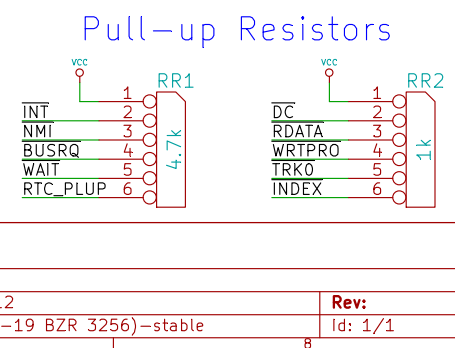 Pull-up Resistors
vcc
RR1
1
INT 2
NMI 3
BUSRQ 4
WAIT 5
RTC_PLUP 6
4.7k
vcc
RR2
1
DC 2
RDATA 3
WRTPRO 4
TRK0 5
INDEX 6
1k
.2
Rev:
-19 BZR 3256)-stable
Id: 1/1
8